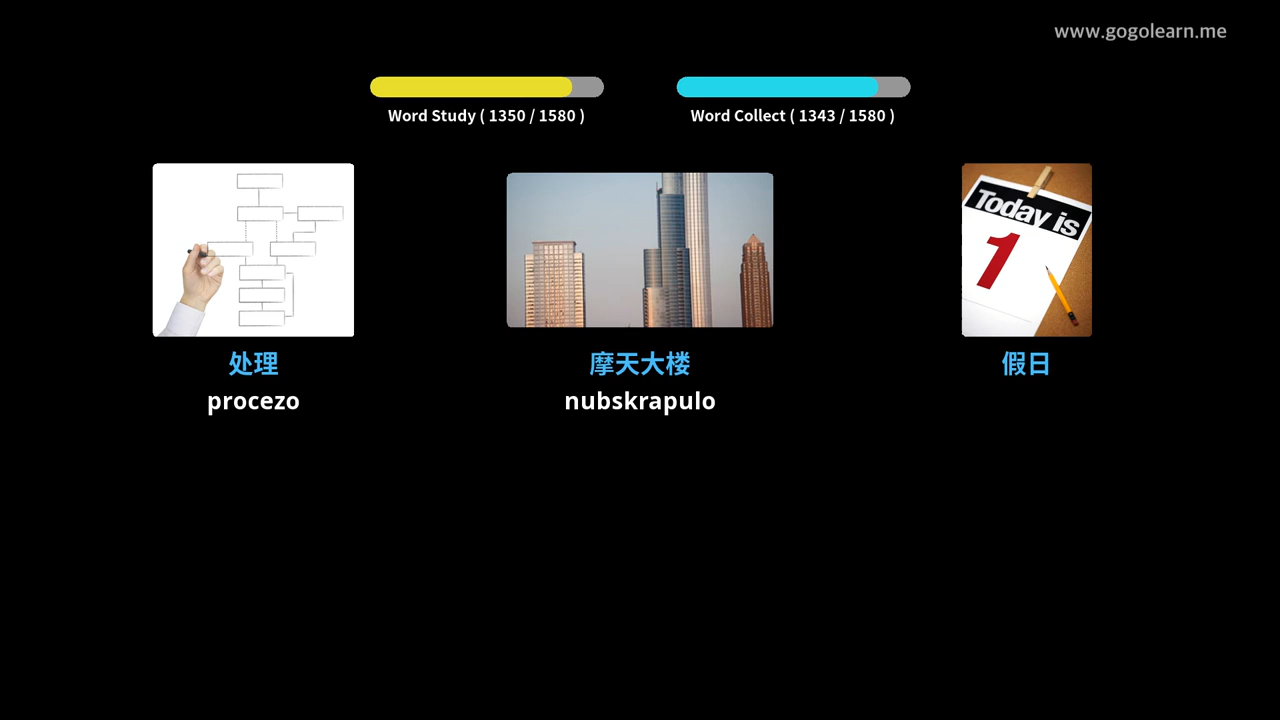 www.gogolearn.me
Word Study ( 1350 / 1580 )
Word Collect ( 1343 / 1580 )
Today is
1
处理
摩天大楼
假日
procezo
nubskrapulo